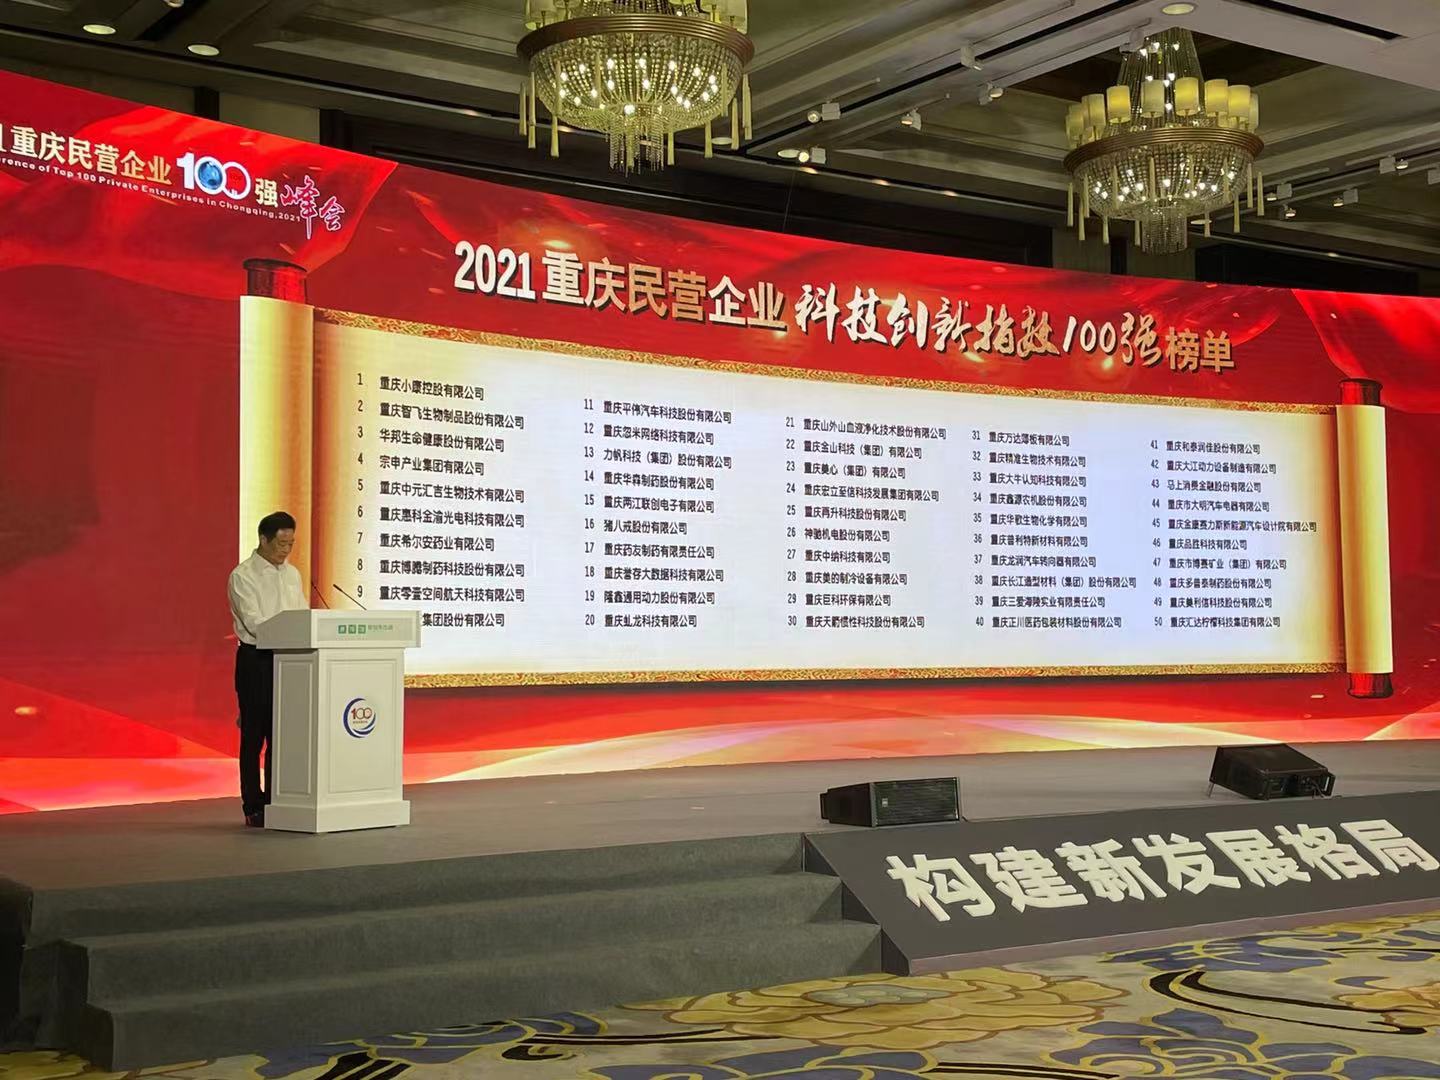 1重庆民营企业100强峰会
rence of Top 100 Private Enterprises in Chongqing,2021
2021重庆民营企业科技创新指数100强榜单
1 重庆小康控股有限公司
2 重庆智飞生物制品股份有限公司
3 华邦生命健康股份有限公司
4 宗申产业集团有限公司
5 重庆中元汇吉生物技术有限公司
6 重庆惠科金渝光电科技有限公司
7 重庆希尔安药业有限公司
8 重庆博腾制药科技股份有限公司
9 重庆零壹空间航天科技有限公司
集团股份有限公司
11 重庆平伟汽车科技股份有限公司
12 重庆忽米网络科技有限公司
13 力帆科技（集团）股份有限公司
14 重庆华森制药股份有限公司
15 重庆两江联创电子有限公司
16 猪八戒股份有限公司
17 重庆药友制药有限责任公司
18 重庆誉存大数据科技有限公司
19 隆鑫通用动力股份有限公司
20 重庆虬龙科技有限公司
21 重庆山外山血液净化技术股份有限公司
22 重庆金山科技（集团）有限公司
23 重庆美心（集团）有限公司
24 重庆宏立至信科技发展集团有限公司
25 重庆再升科技股份有限公司
26 神驰机电股份有限公司
27 重庆中纳科技有限公司
28 重庆美的制冷设备有限公司
29 重庆巨科环保有限公司
30 重庆天箭惯性科技股份有限公司
31 重庆万达薄板有限公司
32 重庆精准生物技术有限公司
33 重庆大牛认知科技有限公司
34 重庆鑫源农机股份有限公司
35 重庆华歌生物化学有限公司
36 重庆普利特新材料有限公司
37 重庆龙润汽车转向器有限公司
38 重庆长江造型材料（集团）股份有限公司
39 重庆三爱海陵实业有限责任公司
40 重庆正川医药包装材料股份有限公司
41 重庆和泰润佳股份有限公司
42 重庆大江动力设备制造有限公司
43 马上消费金融股份有限公司
44 重庆市大明汽车电器有限公司
45 重庆金康赛力斯新能源汽车设计院有限公司
46 重庆品胜科技有限公司
47 重庆市博赛矿业（集团）有限公司
48 重庆多普泰制药股份有限公司
49 重庆美利信科技股份有限公司
50 重庆汇达柠檬科技集团有限公司
100
构建新发展格局